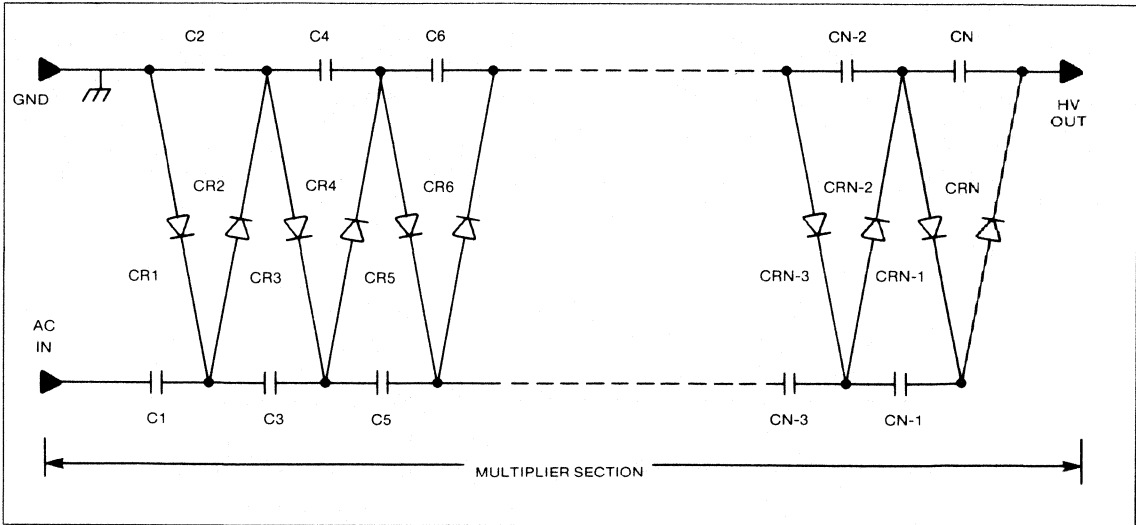 C2 C4 C6 CN-2 CN
GND
HV
OUT
CR2 CR4 CR6 CRN-2 CRN
CR1 CR3 CR5 CRN-3 CRN-1
AC
IN
C1 C3 C5 CN-3 CN-1
MULTIPLIER SECTION